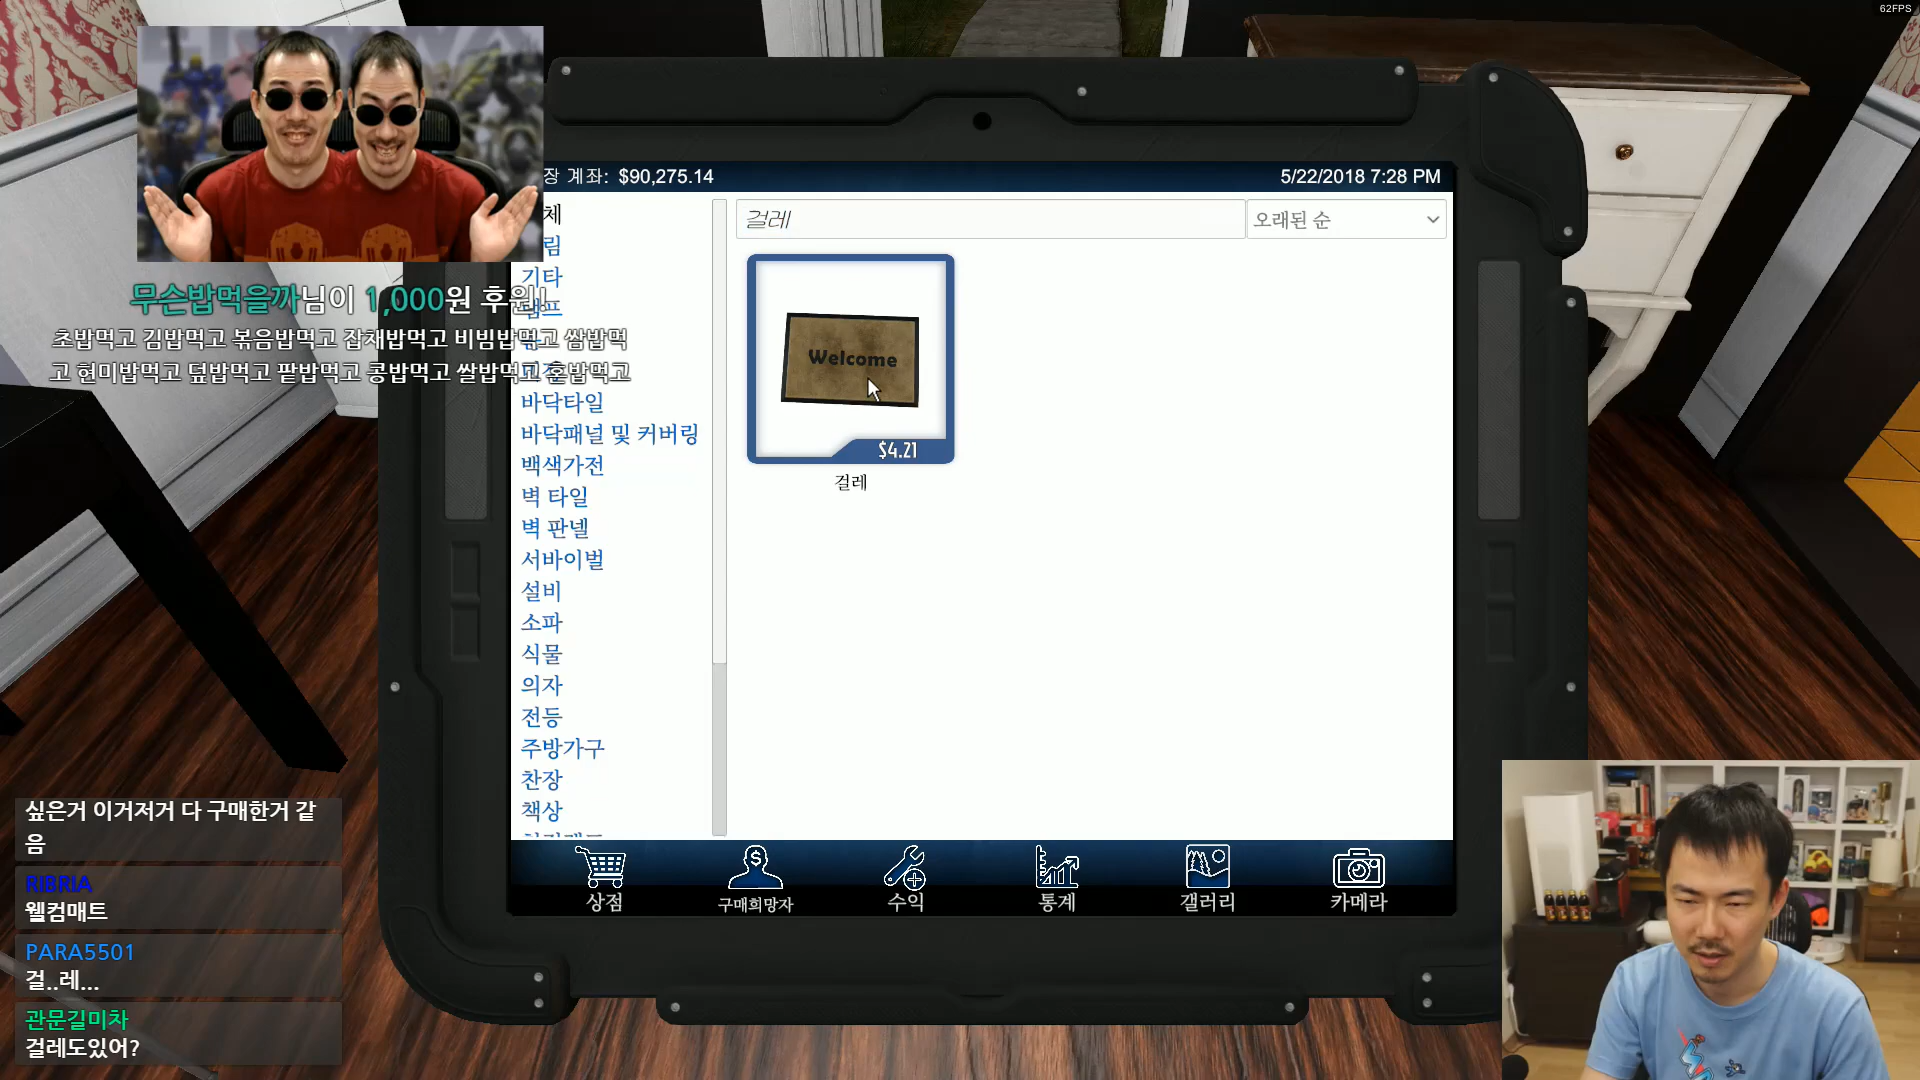 62FPS
장 계좌: $90,275.14
5/22/2018 7:28 PM
체
림
걸레
오래된 순
기타
무슨밥먹을까님이 1,000원 후원!
초밥먹고 김밥먹고 볶음밥먹고 잡채밥먹고 비빔밥먹고 쌈밥먹
고 현미밥먹고 덮밥먹고 팥밥먹고 콩밥먹고 쌀밥먹고 혼밥먹고
Welcome
$4.21
걸레
바닥타일
바닥패널 및 커버링
백색가전
벽 타일
벽 판넬
서바이벌
설비
소파
식물
의자
전등
주방가구
찬장
책상
상점
구매희망자
수익
통계
갤러리
카메라
싶은거 이거저거 다 구매한거 같
음
RIBRIA
웰컴매트
PARA5501
걸..레...
관문길미차
걸레도있어?